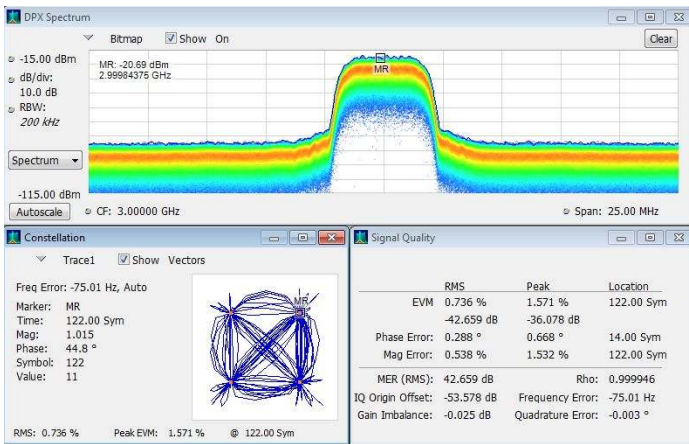 DPX Spectrum
Bitmap Show On Clear
-15.00 dBm
MR: -20.69 dBm
2.99984375 GHz
MR
dB/div:
10.0 dB
RBW:
200 kHz
Spectrum
-115.00 dBm
Autoscale CF: 3.00000 GHz Span: 25.00 MHz
Constellation
Trace1 Show Vectors
Freq Error: -75.01 Hz, Auto
Marker: MR
Time: 122.00 Sym
Mag: 1.015
Phase: 44.8 °
Symbol: 122
Value: 11
MR
RMS: 0.736 % Peak EVM: 1.571 % @ 122.00 Sym
Signal Quality
RMS Peak Location
EVM 0.736 % 1.571 % 122.00 Sym
-42.659 dB -36.078 dB
Phase Error: 0.288 ° 0.668 ° 14.00 Sym
Mag Error: 0.538 % 1.532 % 122.00 Sym
MER (RMS): 42.659 dB Rho: 0.999946
IQ Origin Offset: -53.578 dB Frequency Error: -75.01 Hz
Gain Imbalance: -0.025 dB Quadrature Error: -0.003 °